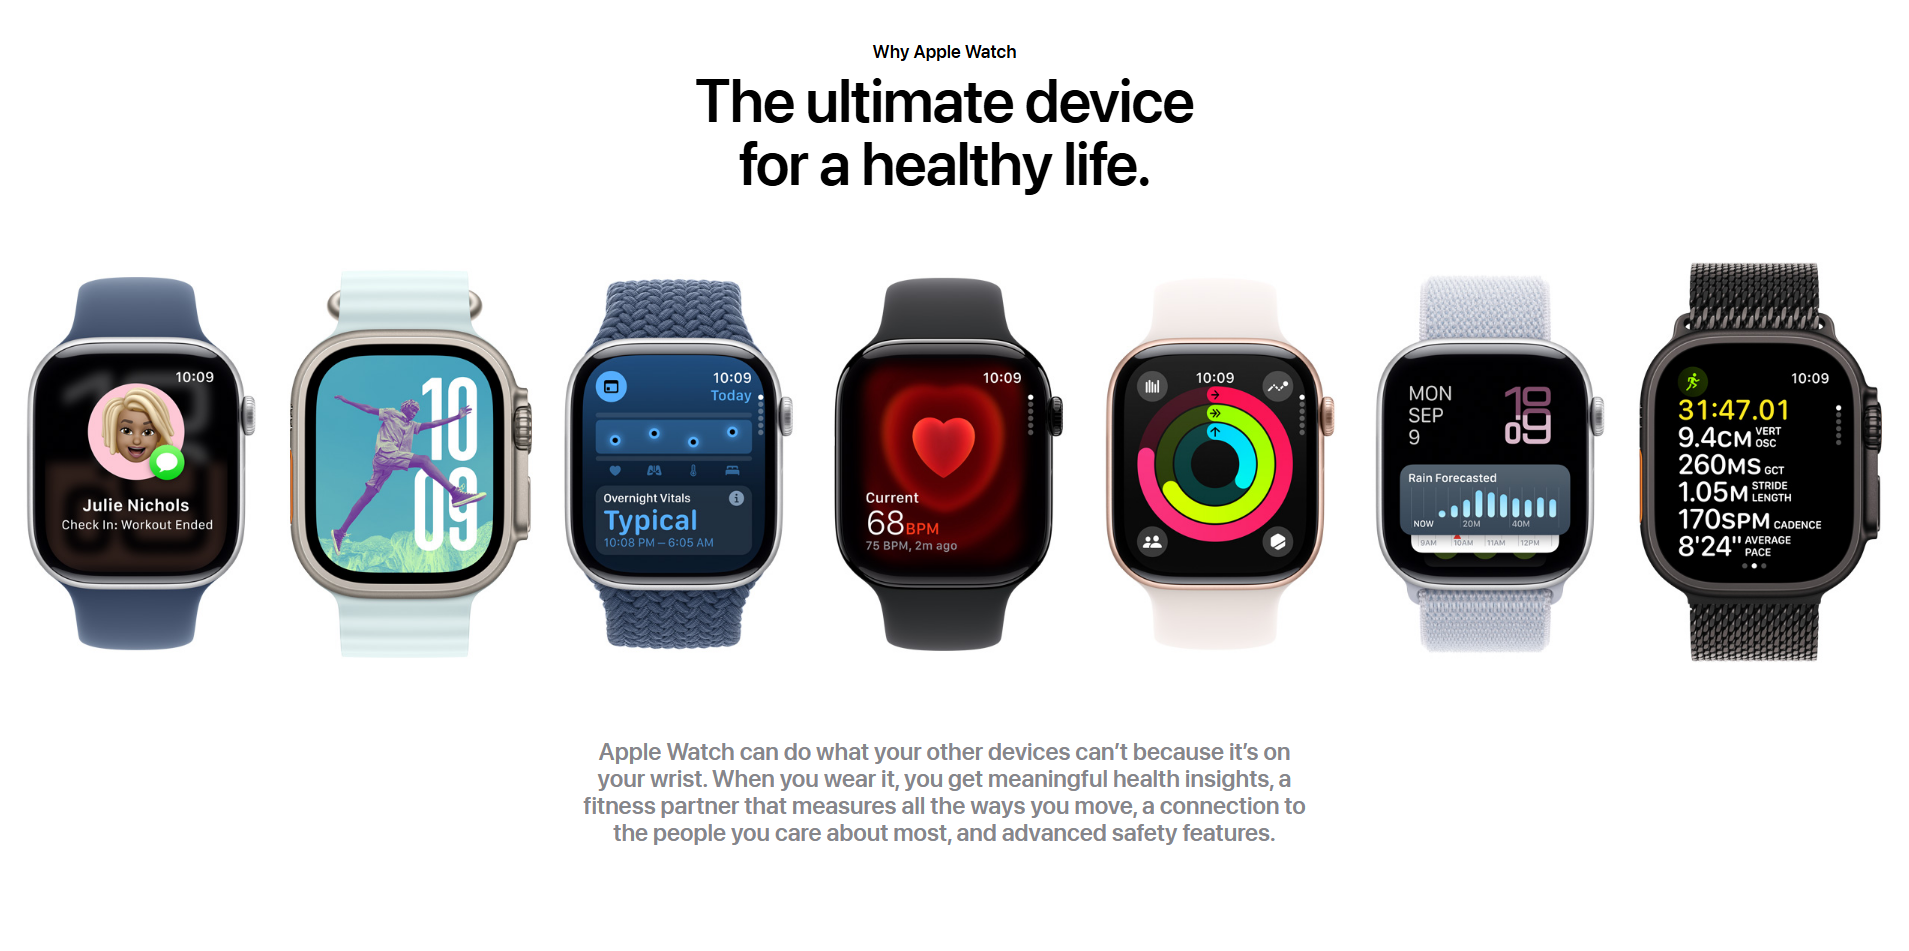 Why Apple Watch
The ultimate device
for a healthy life.
10:09
Julie Nichols
Check In: Workout Ended
10
09
10:09
Today
Overnight Vitals
i
Typical
10:08 PM – 6:05 AM
10:09
Current
68 BPM
75 BPM, 2m ago
10:09
MON
SEP
9
10
09
Rain Forecasted
NOW 20M 40M
9AM 10AM 11AM 12PM
10:09
31:47.01
9.4CM VERT OSC
260MS GCT
1.05M STRIDE LENGTH
170SPM CADENCE
8'24" AVERAGE PACE
Apple Watch can do what your other devices can't because it's on
your wrist. When you wear it, you get meaningful health insights, a
fitness partner that measures all the ways you move, a connection to
the people you care about most, and advanced safety features.